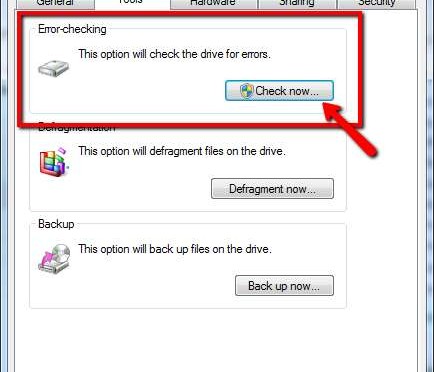 General Tools Hardware Sharing Security
Error-checking
This option will check the drive for errors.
Check now...
Defragmentation
This option will defragment files on the drive.
Defragment now...
Backup
This option will back up files on the drive.
Back up now...